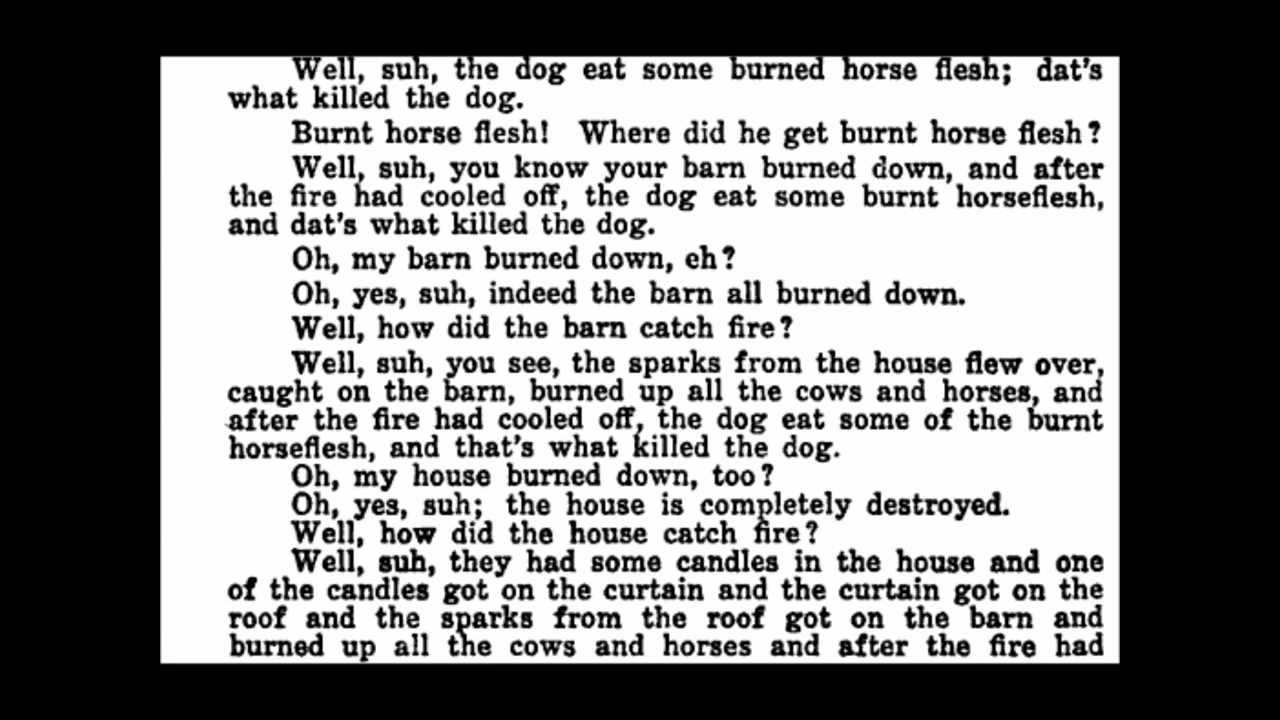 Well, suh, the dog eat some burned horse flesh; dat's
what killed the dog.
Burnt horse flesh! Where did he get burnt horse flesh?
Well, suh, you know your barn burned down, and after
the fire had cooled off, the dog eat some burnt horseflesh,
and dat's what killed the dog.
Oh, my barn burned down, eh?
Oh, yes, suh, indeed the barn all burned down.
Well, how did the barn catch fire?
Well, suh, you see, the sparks from the house flew over,
caught on the barn, burned up all the cows and horses, and
after the fire had cooled off, the dog eat some of the burnt
horseflesh, and that's what killed the dog.
Oh, my house burned down, too?
Oh, yes, suh; the house is completely destroyed.
Well, how did the house catch fire?
Well, suh, they had some candles in the house and one
of the candles got on the curtain and the curtain got on the
roof and the sparks from the roof got on the barn and
burned up all the cows and horses and after the fire had